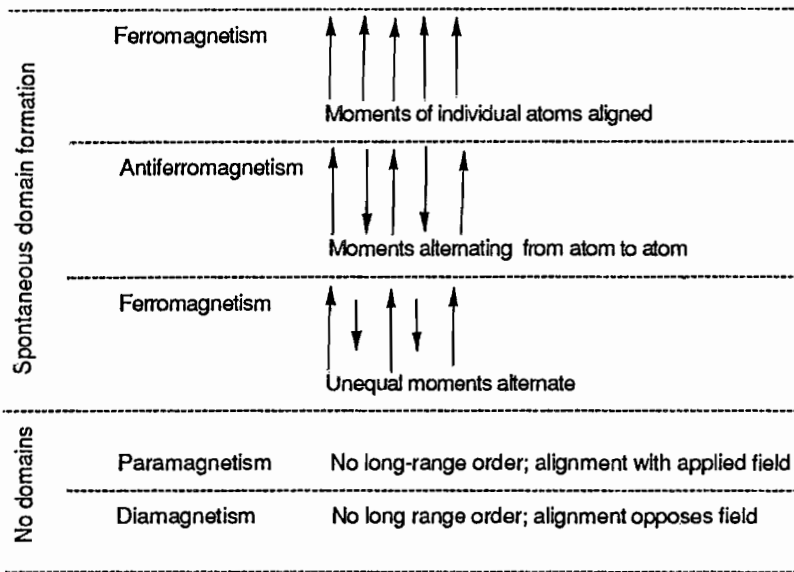 Spontaneous domain formation
Ferromagnetism
Moments of individual atoms aligned
Antiferromagnetism
Moments alternating from atom to atom
Ferromagnetism
Unequal moments alternate
No domains
Paramagnetism No long-range order; alignment with applied field
Diamagnetism No long range order; alignment opposes field